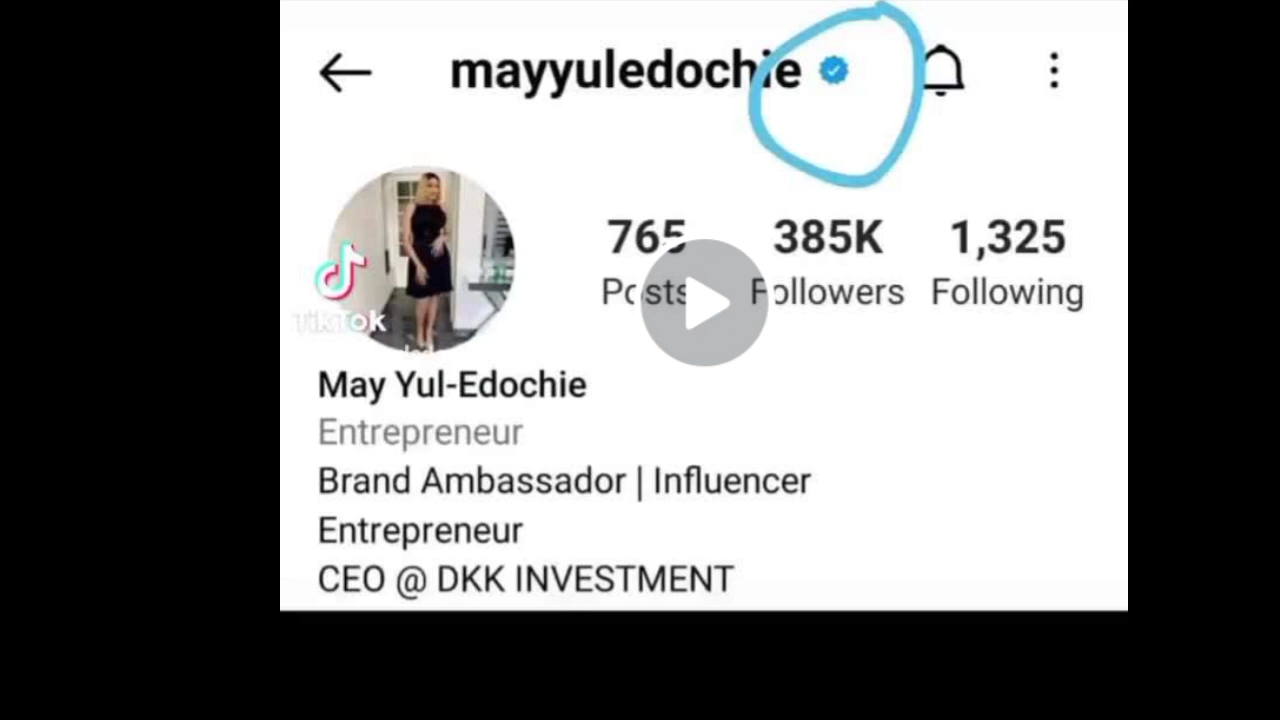 mayyuledochie
765 385K 1,325
Posts Followers Following
TikTok
May Yul-Edochie
Entrepreneur
Brand Ambassador | Influencer
Entrepreneur
CEO @ DKK INVESTMENT